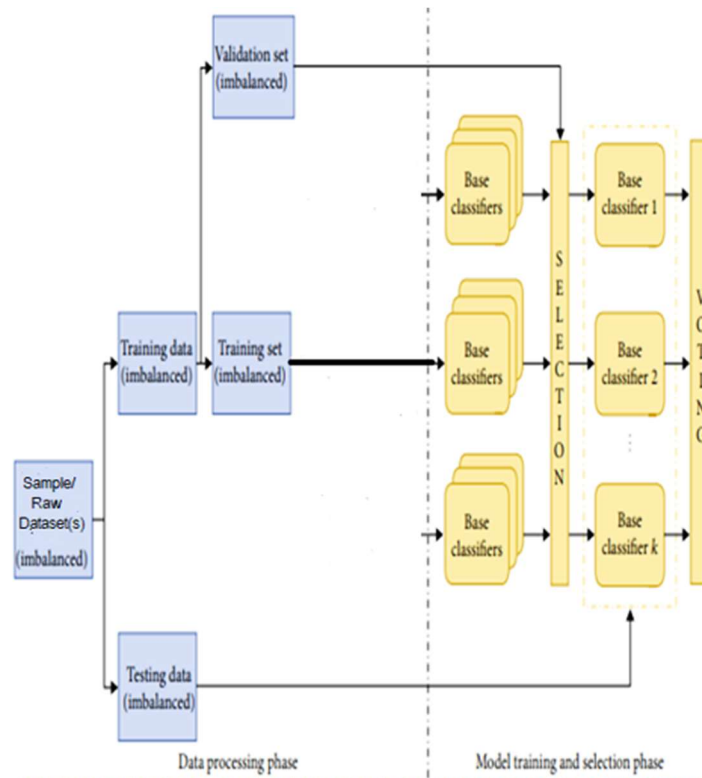 Validation set
(imbalanced)
Base
classifiers
Base
classifier 1
SELECTION
Training data
(imbalanced)
Training set
(imbalanced)
Base
classifiers
Base
classifier 2
Sample/
Raw
Dataset(s)
(imbalanced)
Base
classifiers
Base
classifier k
Testing data
(imbalanced)
Data processing phase
Model training and selection phase